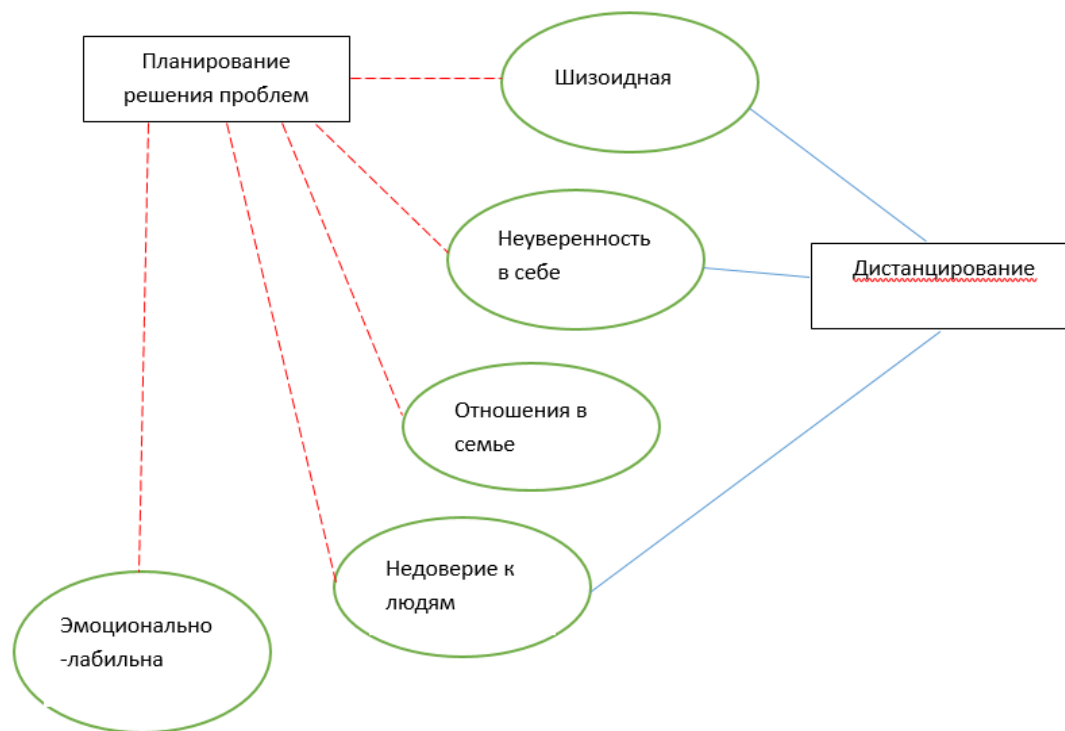 Планирование
решения проблем
Шизоидная
Неуверенность
в себе
Дистанцирование
Отношения в
семье
Недоверие к
людям
Эмоционально
-лабильна